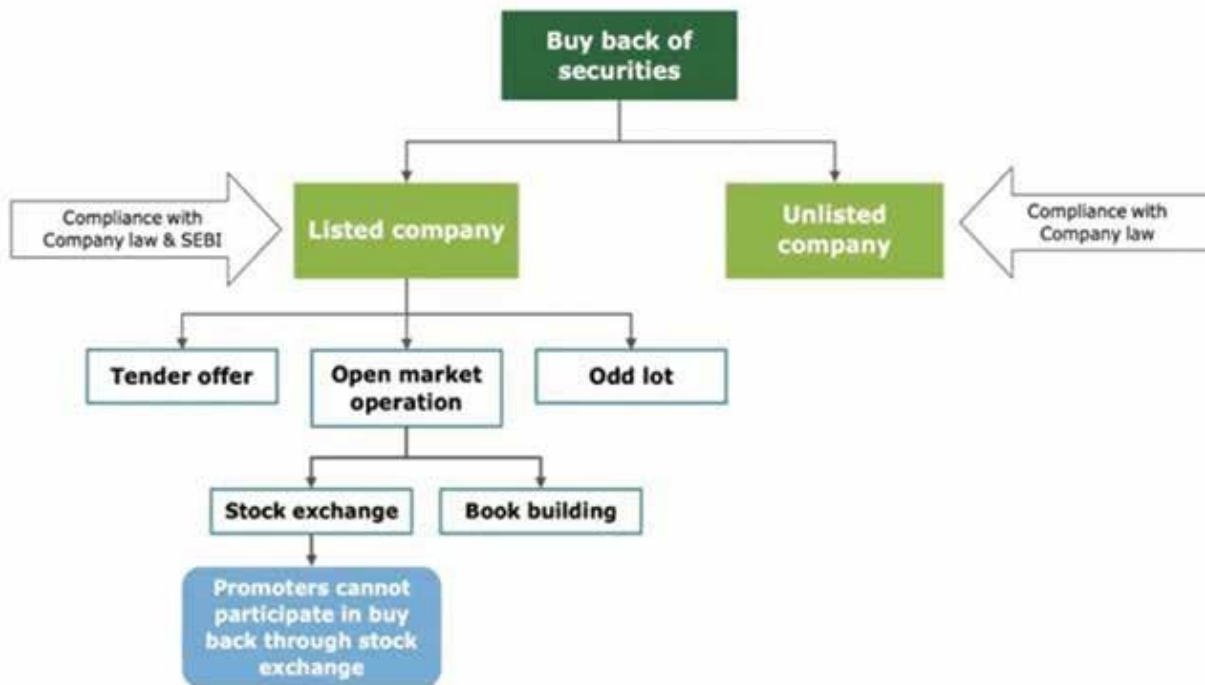 Buy back of
securities
Compliance with
Company law & SEBI
Listed company
Unlisted
company
Compliance with
Company law
Tender offer
Open market
operation
Odd lot
Stock exchange
Book building
Promoters cannot
participate in buy
back through stock
exchange